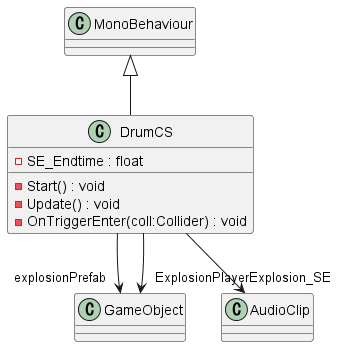 C MonoBehaviour
C DrumCS
SE_Endtime : float
Start() : void
Update() : void
OnTriggerEnter(coll:Collider) : void
explosionPrefab
ExplosionPlayerExplosion_SE
C GameObject
C AudioClip